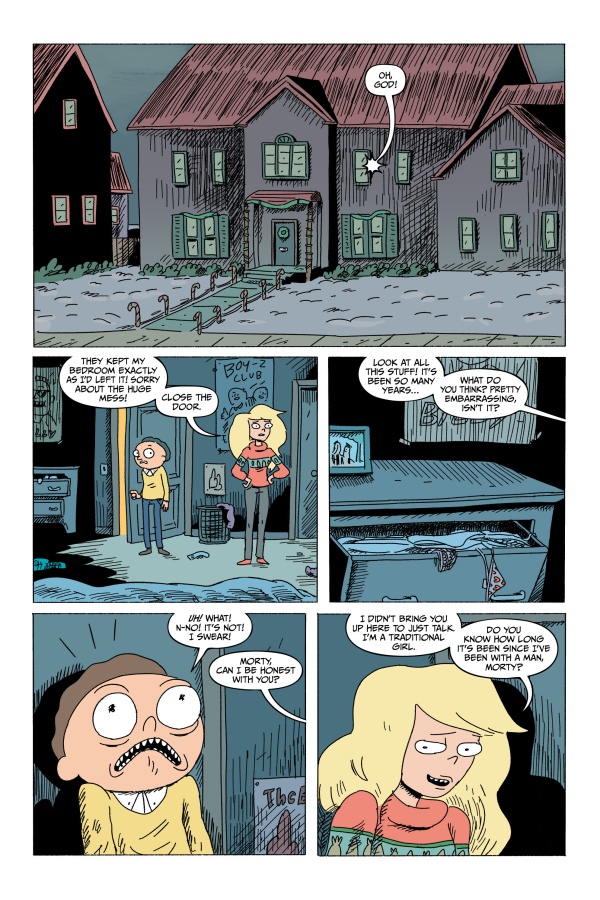 OH,
GOD!
THEY KEPT MY
BEDROOM EXACTLY
AS I'D LEFT IT! SORRY
ABOUT THE HUGE
MESS!
CLOSE THE
DOOR.
BOY-Z
CLUB
LOOK AT ALL
THIS STUFF! IT'S
BEEN SO MANY
YEARS...
WHAT DO
YOU THINK? PRETTY
EMBARRASSING,
ISN'T IT?
UH! WHAT!
N-NO! IT'S NOT!
I SWEAR!
MORTY,
CAN I BE HONEST
WITH YOU?
The B
I DIDN'T BRING YOU
UP HERE TO JUST TALK.
I'M A TRADITIONAL
GIRL.
DO YOU
KNOW HOW LONG
IT'S BEEN SINCE I'VE
BEEN WITH A MAN,
MORTY?